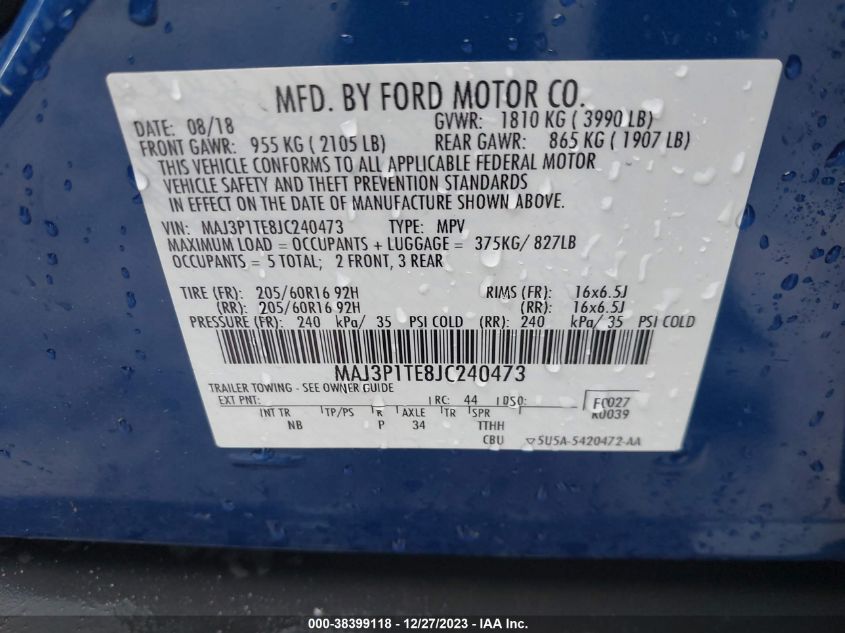 MFD. BY FORD MOTOR CO.
DATE: 08/18 GVWR: 1810 KG ( 3990 LB)
FRONT GAWR: 955 KG ( 2105 LB) REAR GAWR: 865 KG ( 1907 LB)
THIS VEHICLE CONFORMS TO ALL APPLICABLE FEDERAL MOTOR
VEHICLE SAFETY AND THEFT PREVENTION STANDARDS
IN EFFECT ON THE DATE OF MANUFACTURE SHOWN ABOVE.
VIN: MAJ3P1TE8JC240473 TYPE: MPV
MAXIMUM LOAD = OCCUPANTS + LUGGAGE = 375KG/ 827LB
OCCUPANTS = 5 TOTAL; 2 FRONT, 3 REAR
TIRE (FR): 205/60R16 92H RIMS (FR): 16x6.5J
(RR): 205/60R16 92H (RR): 16x6.5J
PRESSURE (FR): 240 kPa/ 35 PSI COLD (RR): 240 kPa/ 35 PSI COLD
MAJ3P1TE8JC240473
TRAILER TOWING - SEE OWNER GUIDE
EXT PNT: RC: 44 DSO: FC027
R0039
INT TR TP/PS R AXLE TR SPR
NB P 34 TTHH
CBU 5U5A-5420472-AA
000-38399118 - 12/27/2023 - IAA Inc.